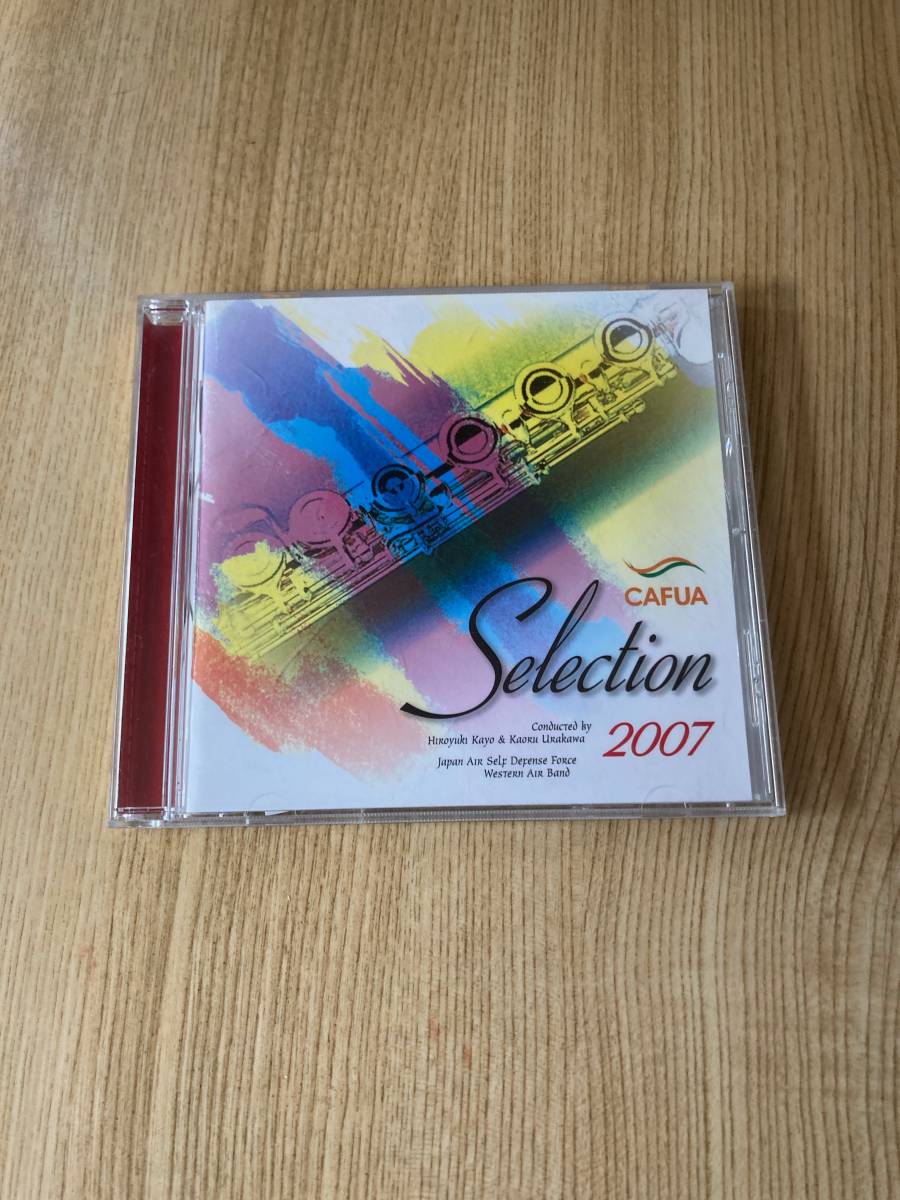 CAFUA
Selection
2007
Conducted by
Hiroyuki Kayo & Kaoru Urakawa
Japan Air Self Defense Force
Western Air Band